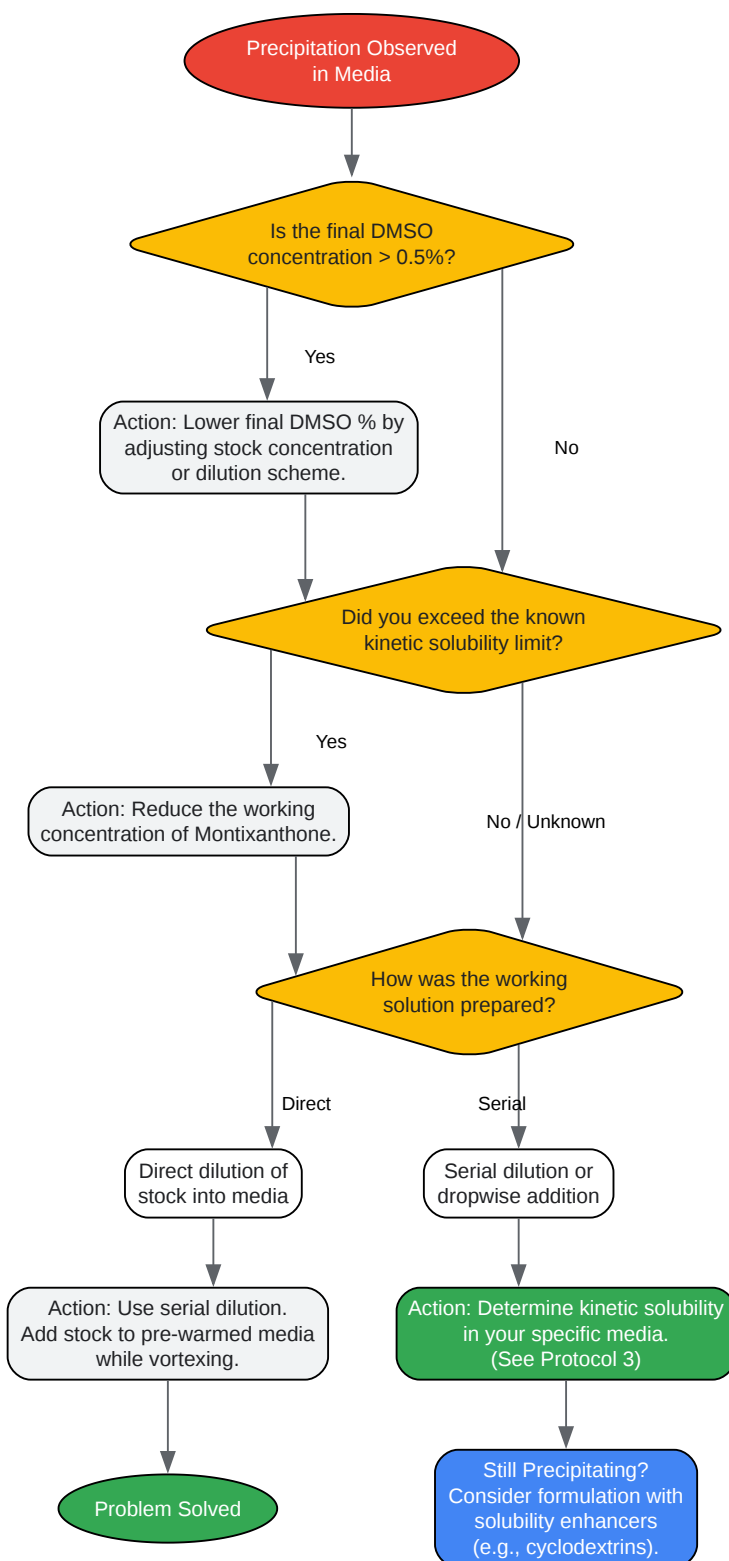 Precipitation Observed
in Media
Is the final DMSO
concentration > 0.5%?
Yes
Action: Lower final DMSO % by
adjusting stock concentration
or dilution scheme.
No
Did you exceed the known
kinetic solubility limit?
Yes
Action: Reduce the working
concentration of Montixanthone.
No / Unknown
How was the working
solution prepared?
Direct
Serial
Direct dilution of
stock into media
Serial dilution or
dropwise addition
Action: Use serial dilution.
Add stock to pre-warmed media
while vortexing.
Action: Determine kinetic solubility
in your specific media.
(See Protocol 3)
Problem Solved
Still Precipitating?
Consider formulation with
solubility enhancers
(e.g., cyclodextrins).